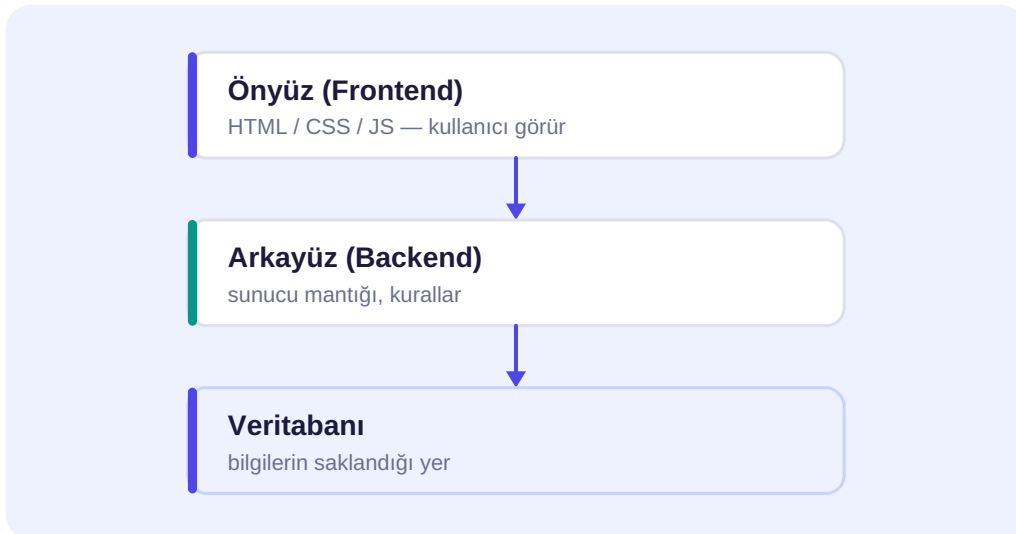 Önyüz (Frontend)
HTML / CSS / JS — kullanıcı görür
Arkayüz (Backend)
sunucu mantığı, kurallar
Veritabanı
bilgilerin saklandığı yer